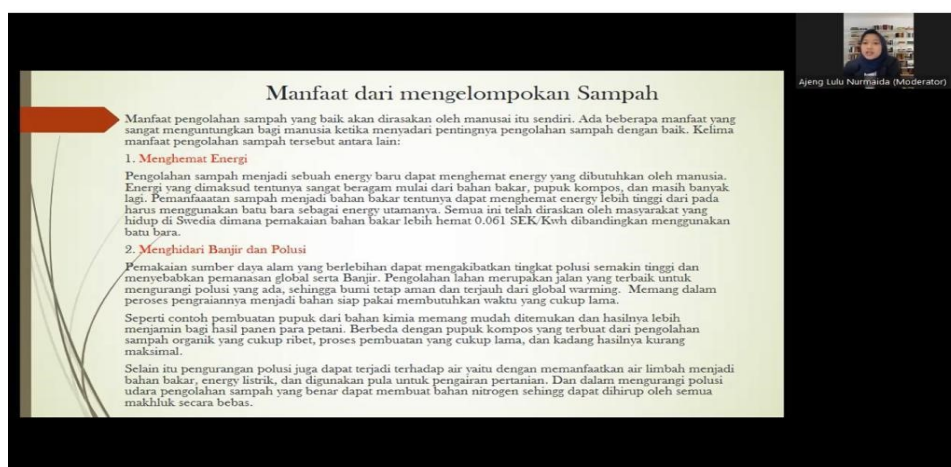 Manfaat dari mengelompokan Sampah
Manfaat pengolahan sampah yang baik akan dirasakan oleh manusai itu sendiri. Ada beberapa manfaat yang
sangat menguntungkan bagi manusia ketika menyadari pentingnya pengolahan sampah dengan baik. Kelima
manfaat pengolahan sampah tersebut antara lain:
1. Menghemat Energi
Pengolahan sampah menjadi sebuah energy baru dapat menghemat energy yang dibutuhkan oleh manusia.
Energi yang dimaksud tentunya sangat beragam mulai dari bahan bakar, pupuk kompos, dan masih banyak
lagi. Pemanfaaatan sampah menjadi bahan bakar tentunya dapat menghemat energy lebih tinggi dari pada
harus menggunakan batu bara sebagai energy utamanya. Semua ini telah diraskan oleh masyarakat yang
hidup di Swedia dimana pemakaian bahan bakar lebih hemat 0.061 SEK/Kwh dibandingkan menggunakan
batu bara.
2. Menghidari Banjir dan Polusi
Pemakaian sumber daya alam yang berlebihan dapat mengakibatkan tingkat polusi semakin tinggi dan
menyebabkan pemanasan global serta Banjir. Pengolahan lahan merupakan jalan yang terbaik untuk
mengurangi polusi yang ada, sehingga bumi tetap aman dan terjauh dari global warming. Memang dalam
peroses pengraiannya menjadi bahan siap pakai membutuhkan waktu yang cukup lama.
Seperti contoh pembuatan pupuk dari bahan kimia memang mudah ditemukan dan hasilnya lebih
menjamin bagi hasil panen para petani. Berbeda dengan pupuk kompos yang terbuat dari pengolahan
sampah organik yang cukup ribet, proses pembuatan yang cukup lama, dan kadang hasilnya kurang
maksimal.
Selain itu pengurangan polusi juga dapat terjadi terhadap air yaitu dengan memanfaatkan air limbah menjadi
bahan bakar, energy listrik, dan digunakan pula untuk pengairan pertanian. Dan dalam mengurangi polusi
udara pengolahan sampah yang benar dapat membuat bahan nitrogen sehingg dapat dihirup oleh semua
makhluk secara bebas.
Ajeng Lulu Nurmaida (Moderator)